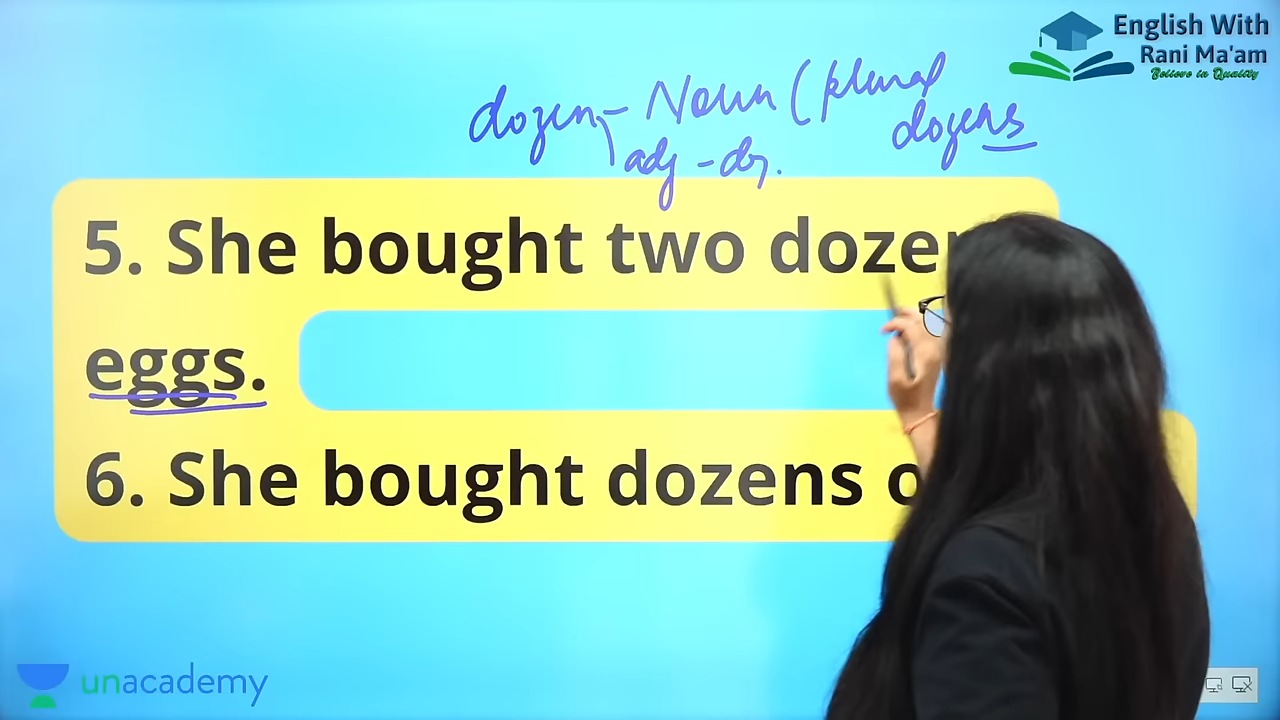 English With
Rani Ma'am
Believe in Quality
dozen - Noun (plural
dozens
adj - dz.
5. She bought two
eggs.
6. She bought dozens
unacademy